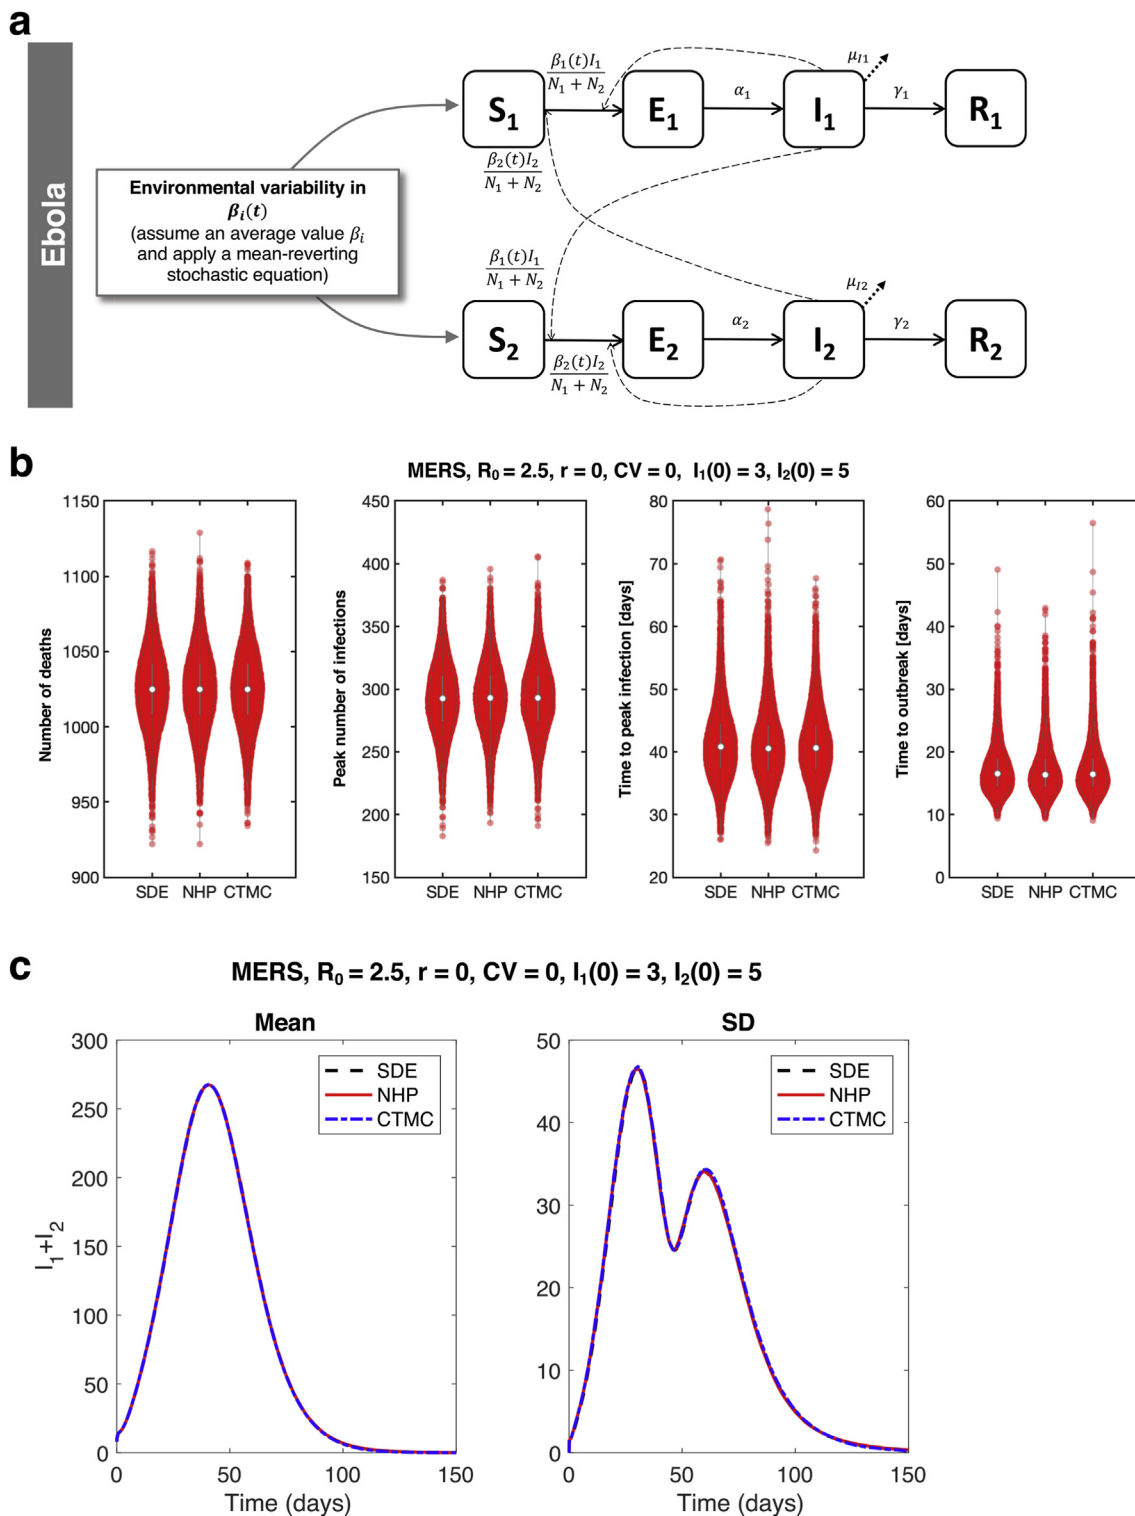 a
Ebola
Environmental variability in
β_i(t)
(assume an average value β_i
and apply a mean-reverting
stochastic equation)
S₁
β₁(t)I₁
N₁ + N₂
E₁
α₁
I₁
μ_I1
γ₁
R₁
β₂(t)I₂
N₁ + N₂
β₁(t)I₁
N₁ + N₂
S₂
β₂(t)I₂
N₁ + N₂
E₂
α₂
I₂
μ_I2
γ₂
R₂
b
MERS, R₀ = 2.5, r = 0, CV = 0, I₁(0) = 3, I₂(0) = 5
Number of deaths
1150
1100
1050
1000
950
900
SDE NHP CTMC
Peak number of infections
450
400
350
300
250
200
150
SDE NHP CTMC
Time to peak infection [days]
80
70
60
50
40
30
20
SDE NHP CTMC
Time to outbreak [days]
60
50
40
30
20
10
0
SDE NHP CTMC
c
MERS, R₀ = 2.5, r = 0, CV = 0, I₁(0) = 3, I₂(0) = 5
Mean
I₁+I₂
300
250
200
150
100
50
0
SDE
NHP
CTMC
0 50 100 150
Time (days)
SD
50
40
30
20
10
0
SDE
NHP
CTMC
0 50 100 150
Time (days)